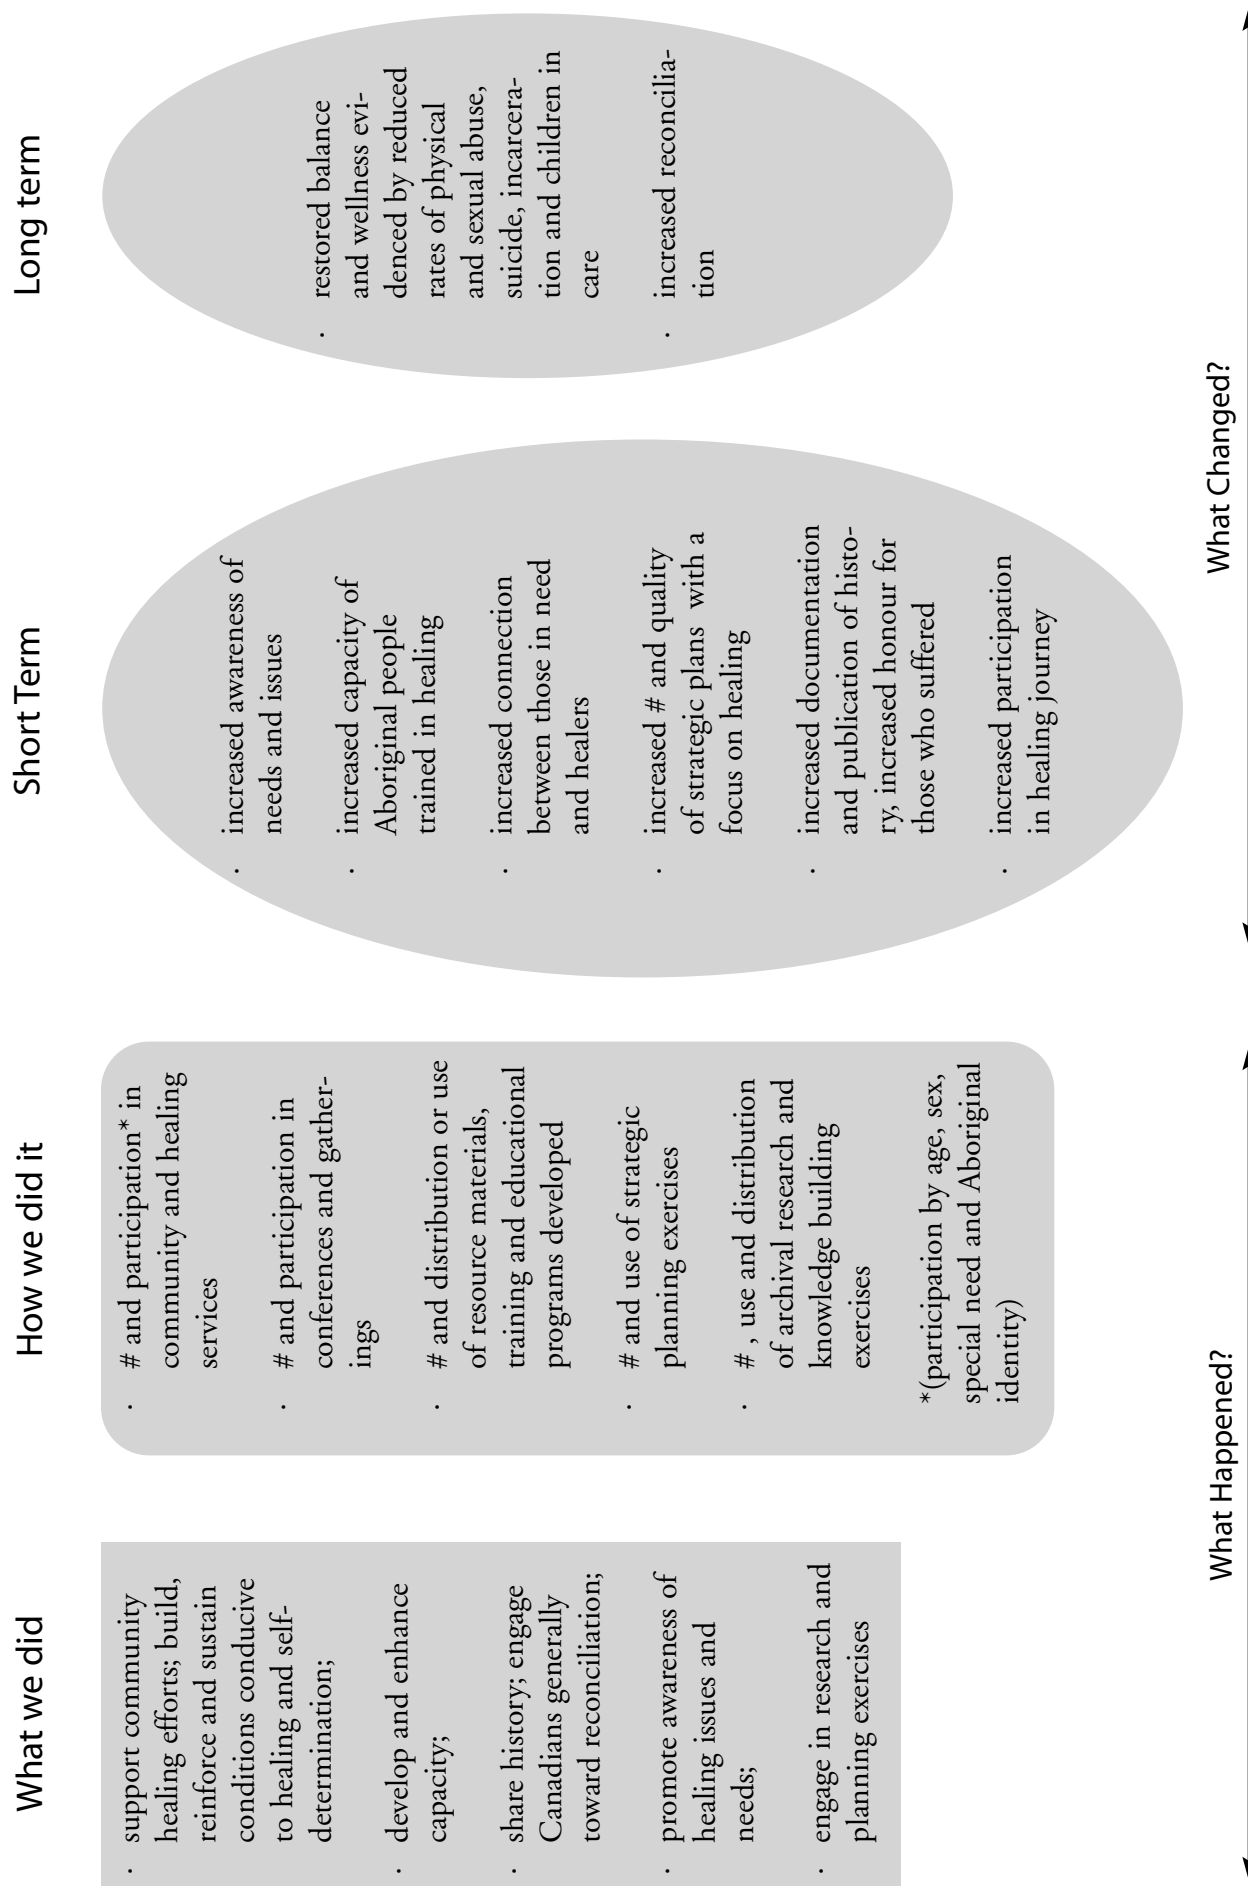 What we did
· support community
healing efforts; build,
reinforce and sustain
conditions conducive
to healing and self-
determination;
· develop and enhance
capacity;
· share history; engage
Canadians generally
toward reconciliation;
· promote awareness of
healing issues and
needs;
· engage in research and
planning exercises
How we did it
· # and participation* in
community and healing
services
· # and participation in
conferences and gather-
ings
· # and distribution or use
of resource materials,
training and educational
programs developed
· # and use of strategic
planning exercises
· # , use and distribution
of archival research and
knowledge building
exercises
*(participation by age, sex,
special need and Aboriginal
identity)
Short Term
· increased awareness of
needs and issues
· increased capacity of
Aboriginal people
trained in healing
· increased connection
between those in need
and healers
· increased # and quality
of strategic plans with a
focus on healing
· increased documentation
and publication of histo-
ry, increased honour for
those who suffered
· increased participation
in healing journey
Long term
· restored balance
and wellness evi-
denced by reduced
rates of physical
and sexual abuse,
suicide, incarcera-
tion and children in
care
· increased reconcilia-
tion
What Happened?
What Changed?